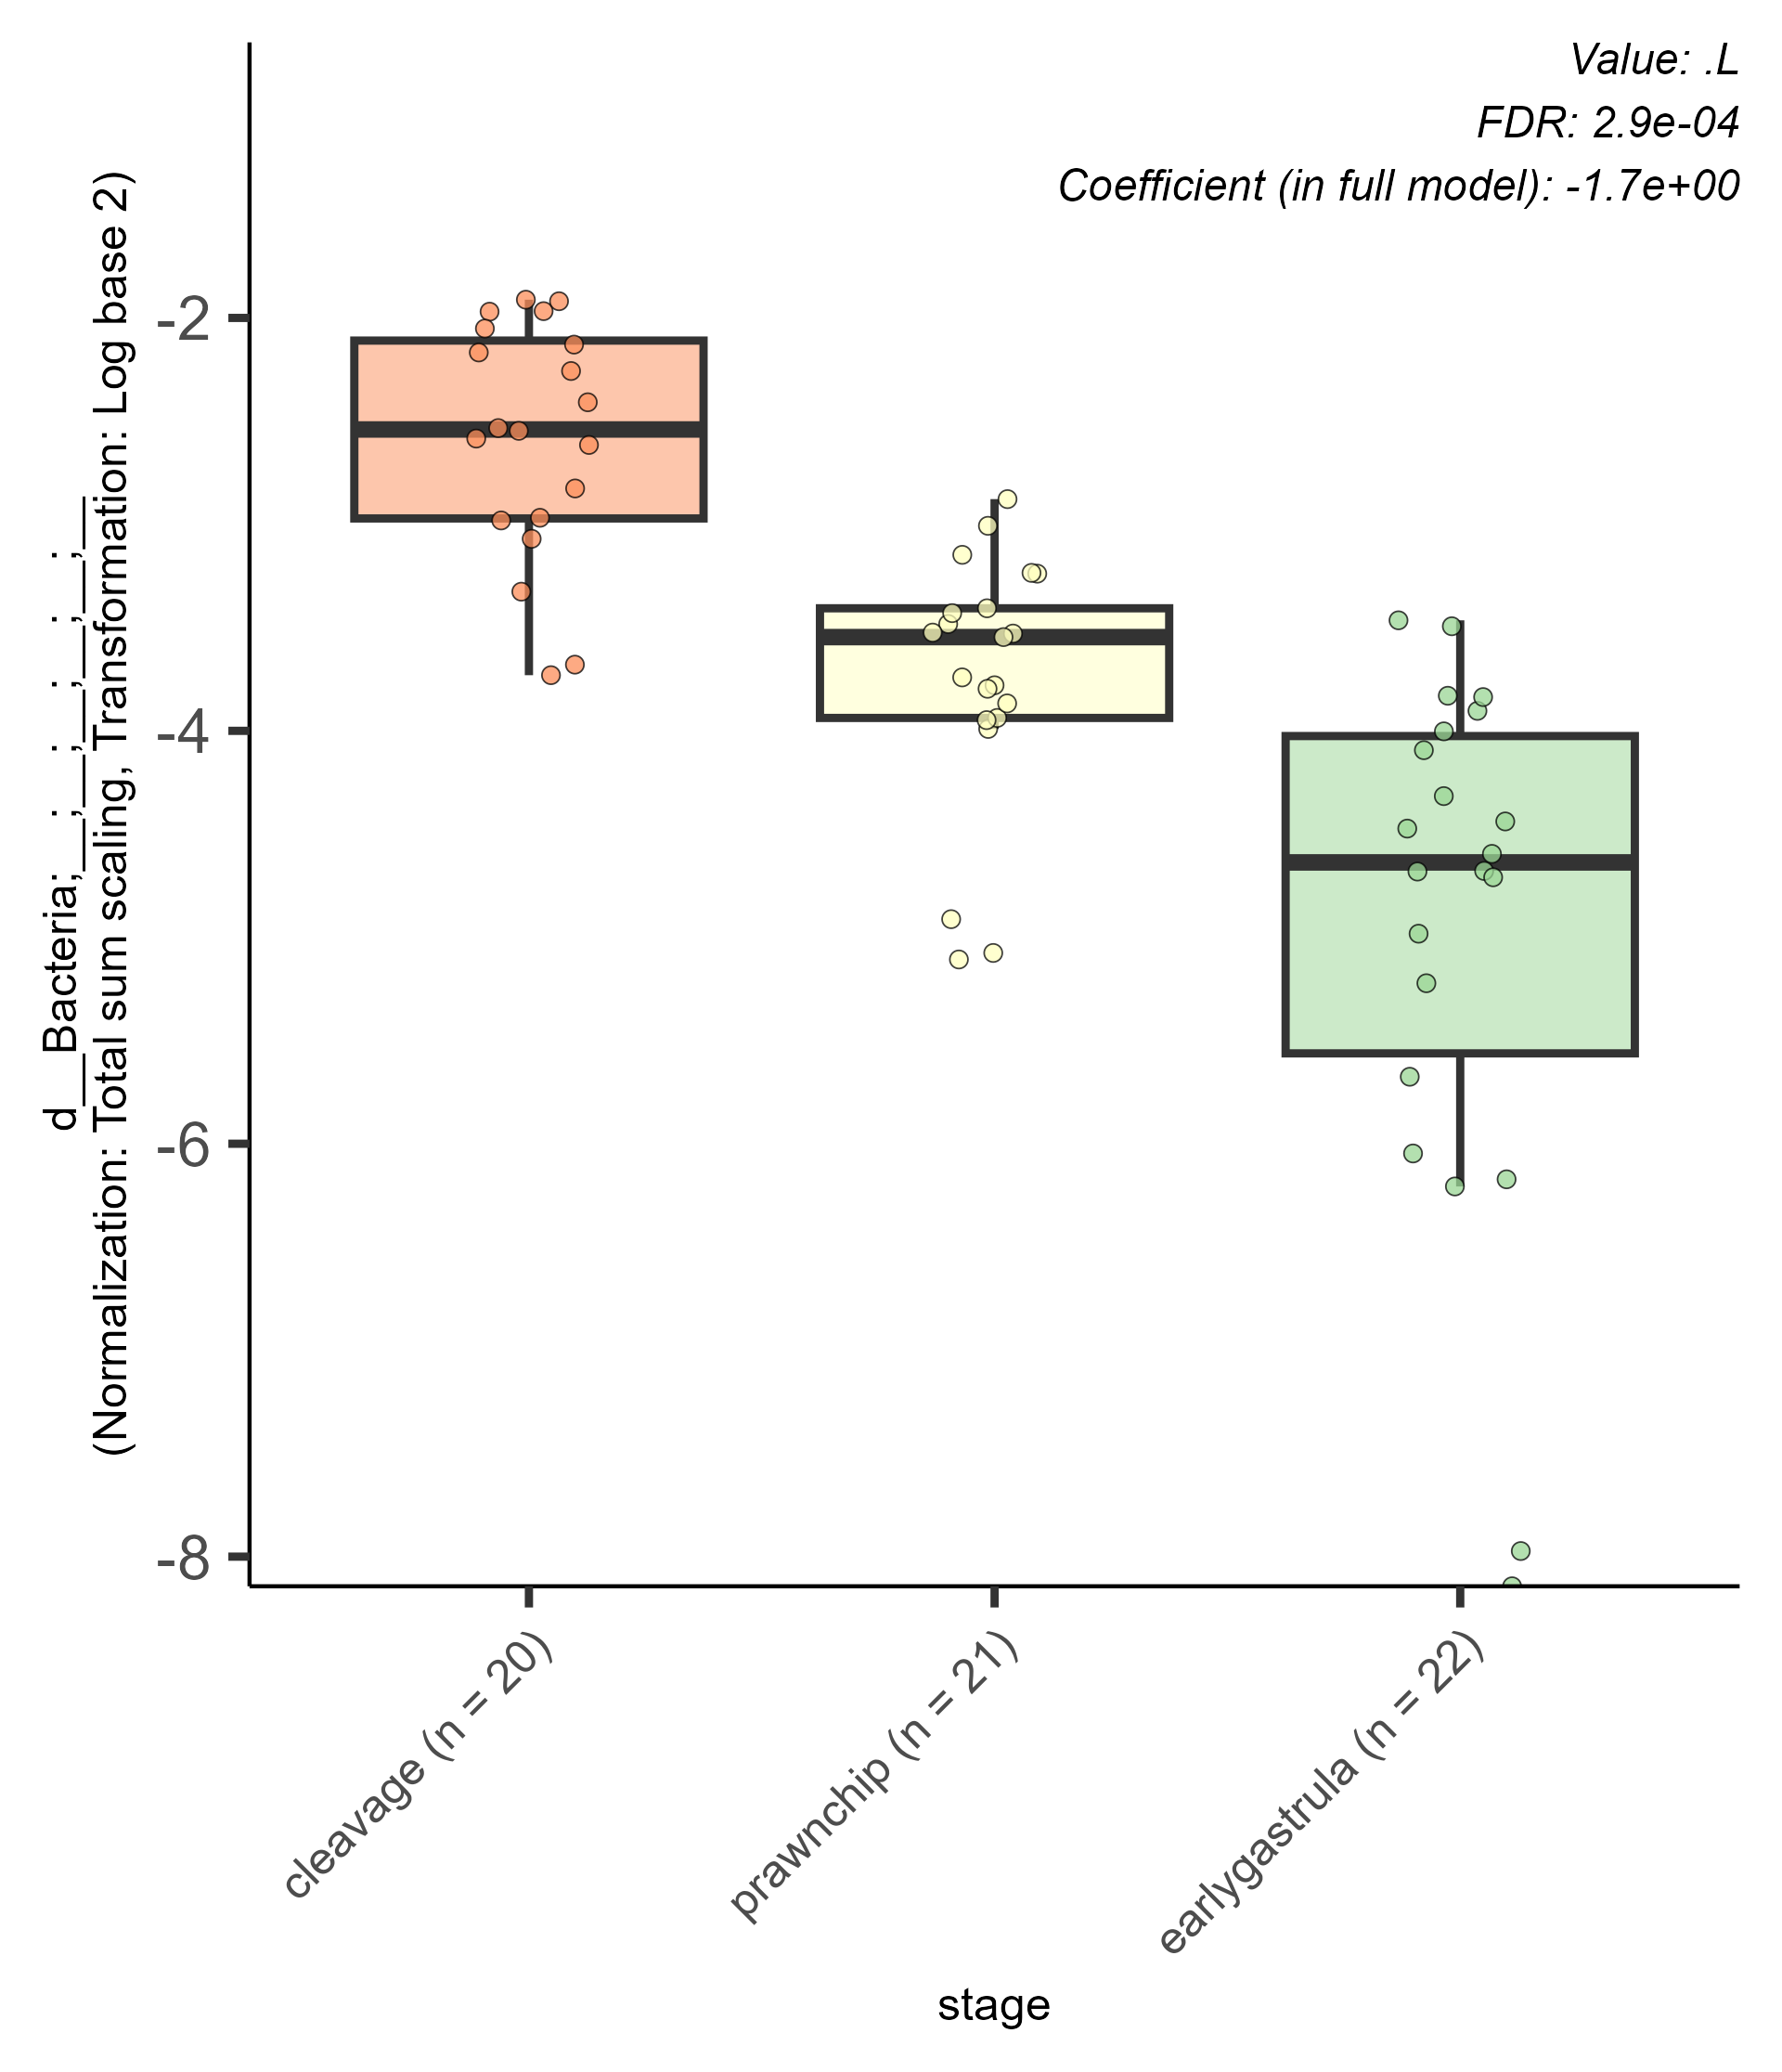 Value: .L
FDR: 2.9e-04
Coefficient (in full model): -1.7e+00
d__Bacteria;__;__;__;__;__;__
(Normalization: Total sum scaling, Transformation: Log base 2)
-2
-4
-6
-8
cleavage (n = 20)
prawnchip (n = 21)
earlygastrula (n = 22)
stage